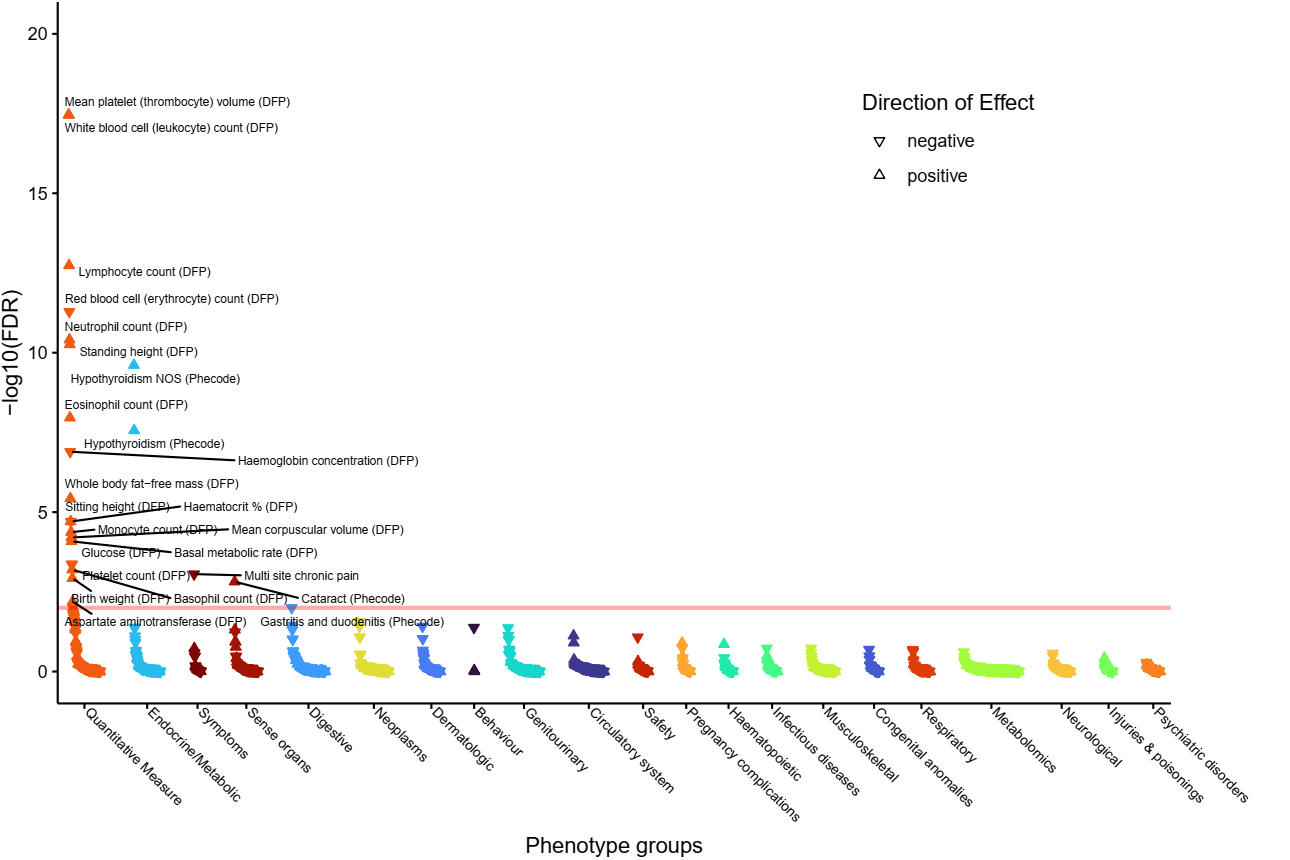 20
Mean platelet (thrombocyte) volume (DFP)
Direction of Effect
White blood cell (leukocyte) count (DFP)
negative
positive
15
Lymphocyte count (DFP)
Red blood cell (erythrocyte) count (DFP)
Neutrophil count (DFP)
−log10(FDR)
10
Standing height (DFP)
Hypothyroidism NOS (Phecode)
Eosinophil count (DFP)
Hypothyroidism (Phecode)
Haemoglobin concentration (DFP)
Whole body fat−free mass (DFP)
5
Sitting height (DFP)
Haematocrit % (DFP)
Monocyte count (DFP)
Mean corpuscular volume (DFP)
Glucose (DFP)
Basal metabolic rate (DFP)
Platelet count (DFP)
Multi site chronic pain
Birth weight (DFP)
Basophil count (DFP)
Cataract (Phecode)
Aspartate aminotransferase (DFP)
Gastritis and duodenitis (Phecode)
0
Quantitative Measure
Endocrine/Metabolic
Symptoms
Sense organs
Digestive
Neoplasms
Dermatologic
Behaviour
Genitourinary
Circulatory system
Safety
Pregnancy complications
Haematopoietic
Infectious diseases
Musculoskeletal
Congenital anomalies
Respiratory
Metabolomics
Neurological
Injuries & poisonings
Psychiatric disorders
Phenotype groups